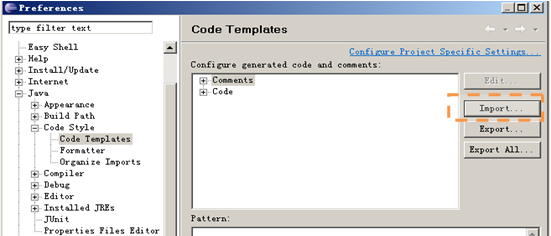 Preferences
type filter text
Easy Shell
Help
Install/Update
Internet
Java
Appearance
Build Path
Code Style
Code Templates
Formatter
Organize Imports
Compiler
Debug
Editor
Installed JREs
JUnit
Properties Files Editor
Code Templates
Configure Project Specific Settings...
Configure generated code and comments:
Comments
Code
Edit...
Import...
Export...
Export All...
Pattern: